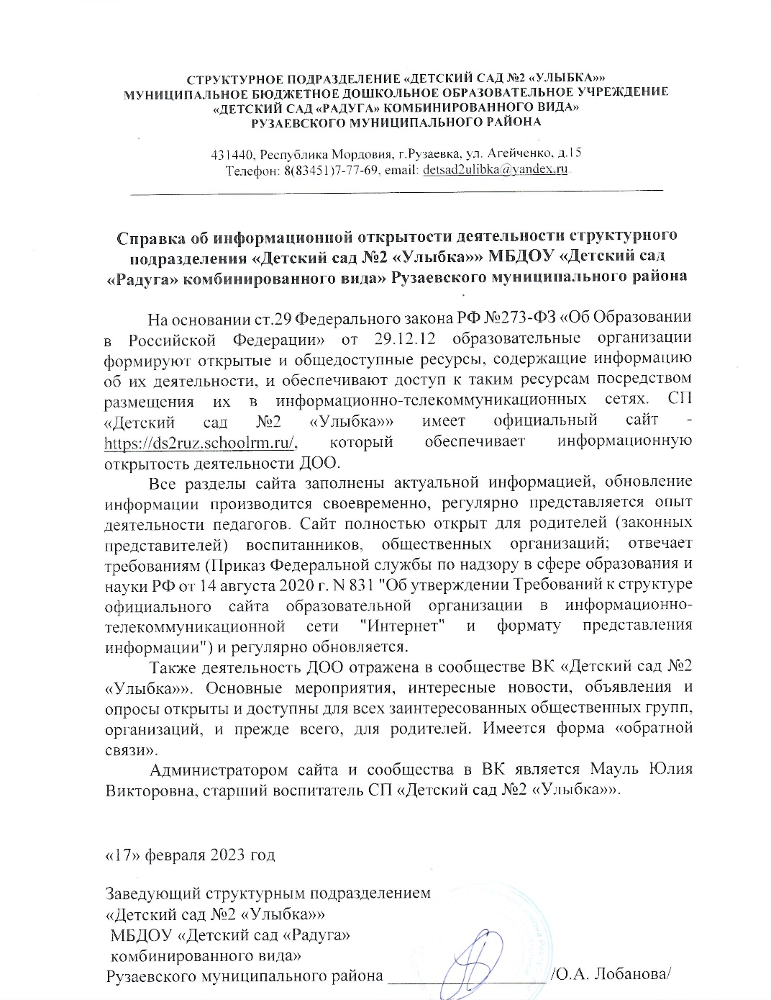 СТРУКТУРНОЕ ПОДРАЗДЕЛЕНИЕ «ДЕТСКИЙ САД №2 «УЛЫБКА»»
МУНИЦИПАЛЬНОЕ БЮДЖЕТНОЕ ДОШКОЛЬНОЕ ОБРАЗОВАТЕЛЬНОЕ УЧРЕЖДЕНИЕ
«ДЕТСКИЙ САД «РАДУГА» КОМБИНИРОВАННОГО ВИДА»
РУЗАЕВСКОГО МУНИЦИПАЛЬНОГО РАЙОНА
431440, Республика Мордовия, г.Рузаевка, ул. Агейченко, д.15
Телефон: 8(83451)7-77-69, email: detsad2ulibka@yandex.ru
Справка об информационной открытости деятельности структурного
подразделения «Детский сад №2 «Улыбка»» МБДОУ «Детский сад
«Радуга» комбинированного вида» Рузаевского муниципального района
На основании ст.29 Федерального закона РФ №273-ФЗ «Об Образовании
в Российской Федерации» от 29.12.12 образовательные организации
формируют открытые и общедоступные ресурсы, содержащие информацию
об их деятельности, и обеспечивают доступ к таким ресурсам посредством
размещения их в информационно-телекоммуникационных сетях. СП
«Детский сад №2 «Улыбка»» имеет официальный сайт -
https://ds2ruz.schoolrm.ru/, который обеспечивает информационную
открытость деятельности ДОО.
Все разделы сайта заполнены актуальной информацией, обновление
информации производится своевременно, регулярно представляется опыт
деятельности педагогов. Сайт полностью открыт для родителей (законных
представителей) воспитанников, общественных организаций; отвечает
требованиям (Приказ Федеральной службы по надзору в сфере образования и
науки РФ от 14 августа 2020 г. N 831 "Об утверждении Требований к структуре
официального сайта образовательной организации в информационно-
телекоммуникационной сети "Интернет" и формату представления
информации") и регулярно обновляется.
Также деятельность ДОО отражена в сообществе ВК «Детский сад №2
«Улыбка»». Основные мероприятия, интересные новости, объявления и
опросы открыты и доступны для всех заинтересованных общественных групп,
организаций, и прежде всего, для родителей. Имеется форма «обратной
связи».
Администратором сайта и сообщества в ВК является Мауль Юлия
Викторовна, старший воспитатель СП «Детский сад №2 «Улыбка»».
«17» февраля 2023 год
Заведующий структурным подразделением
«Детский сад №2 «Улыбка»»
МБДОУ «Детский сад «Радуга»
комбинированного вида»
Рузаевского муниципального района _________________ /О.А. Лобанова/